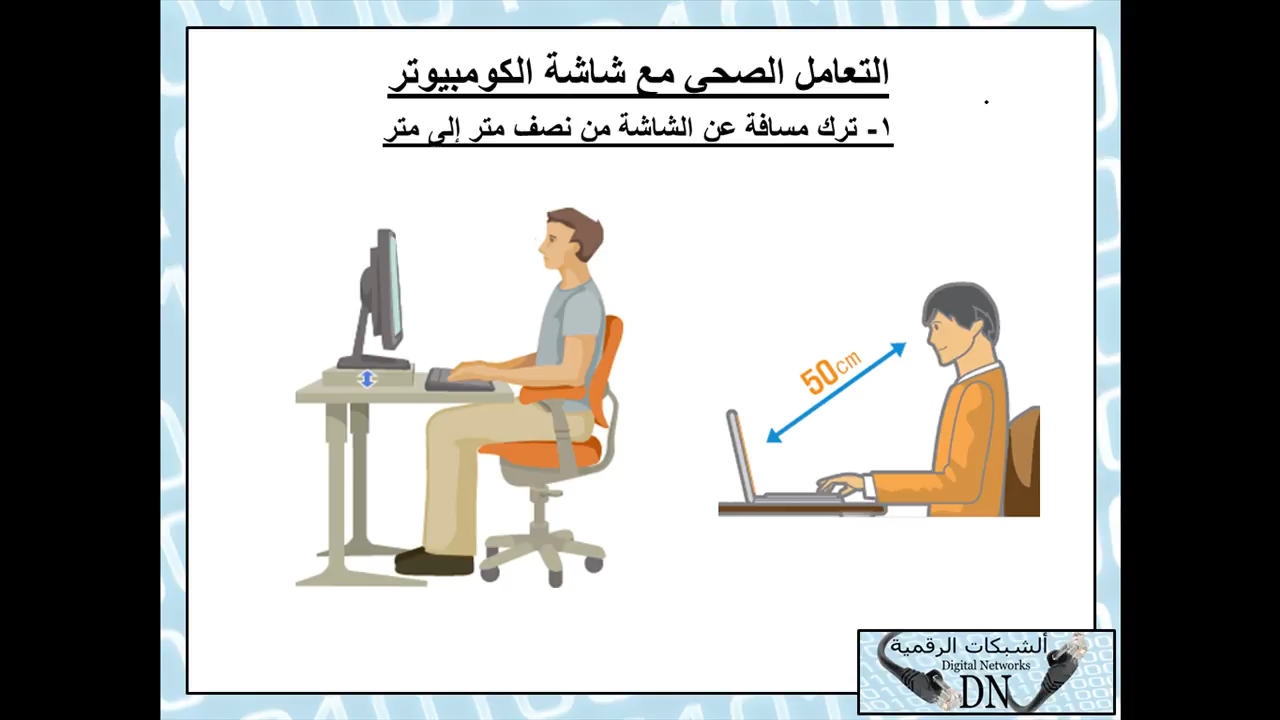 التعامل الصحى مع شاشة الكومبيوتر
١- ترك مسافة عن الشاشة من نصف متر إلى متر
50cm
ألشبكات الرقمية
Digital Networks
DN